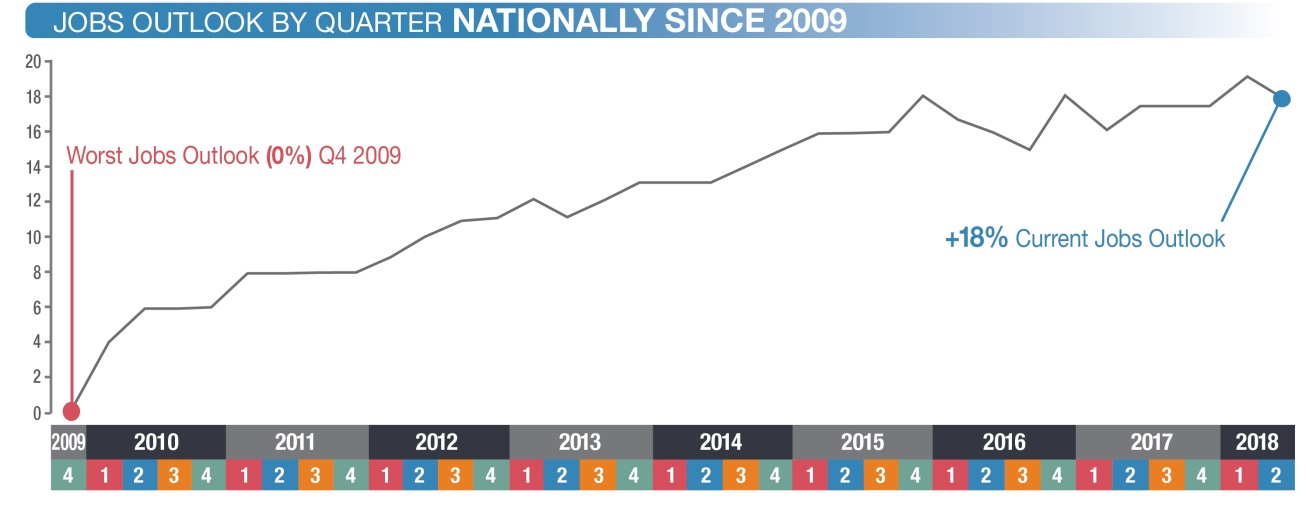 JOBS OUTLOOK BY QUARTER NATIONALLY SINCE 2009
20
18
16
Worst Jobs Outlook (0%) Q4 2009
14
12
10
+18% Current Jobs Outlook
8
6
4
2
0
2009 2010 2011 2012 2013 2014 2015 2016 2017 2018
4 1 2 3 4 1 2 3 4 1 2 3 4 1 2 3 4 1 2 3 4 1 2 3 4 1 2 3 4 1 2 3 4 1 2